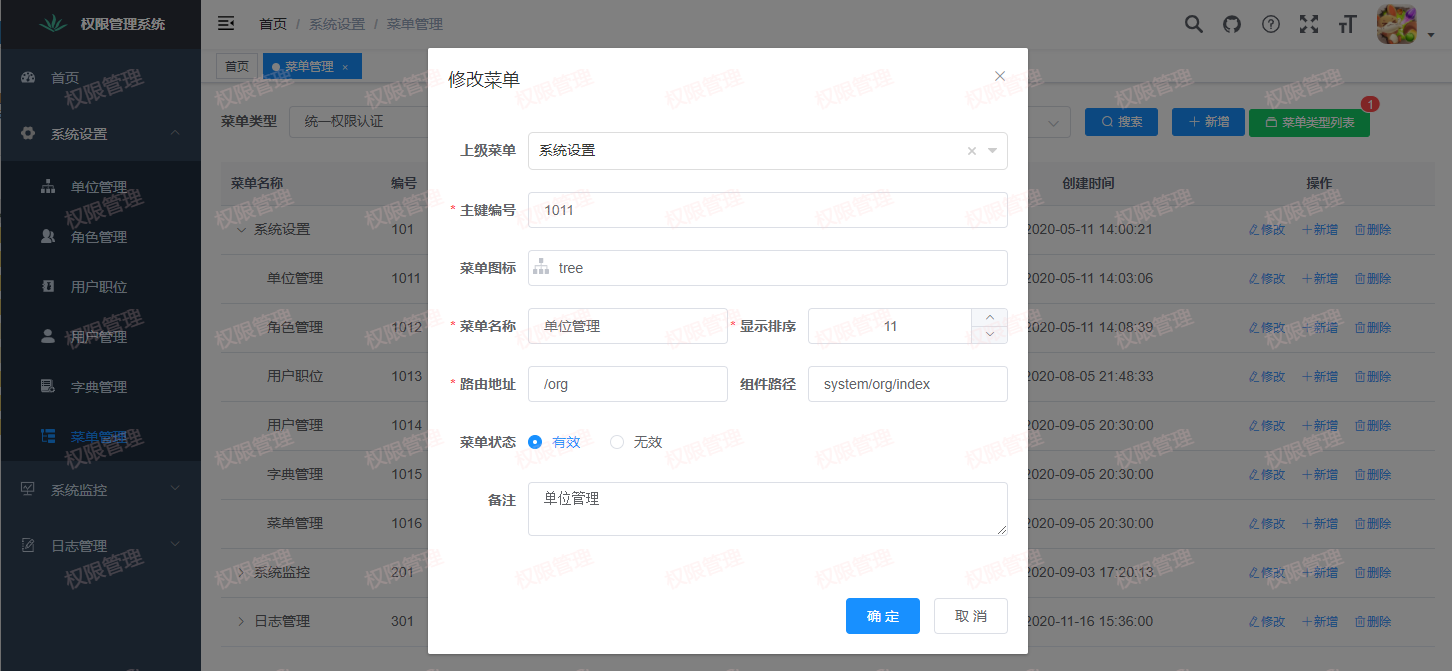 权限管理系统
首页 / 系统设置 / 菜单管理
首页
菜单管理 ×
首页
系统设置
单位管理
角色管理
用户职位
用户管理
字典管理
菜单管理
系统监控
日志管理
菜单类型 统一权限认证
搜索 新增 菜单类型列表 1
菜单名称 编号 创建时间 操作
系统设置 101 2020-05-11 14:00:21 修改 新增 删除
单位管理 1011 2020-05-11 14:03:06 修改 新增 删除
角色管理 1012 2020-05-11 14:08:39 修改 新增 删除
用户职位 1013 2020-08-05 21:48:33 修改 新增 删除
用户管理 1014 2020-09-05 20:30:00 修改 新增 删除
字典管理 1015 2020-09-05 20:30:00 修改 新增 删除
菜单管理 1016 2020-09-05 20:30:00 修改 新增 删除
系统监控 201 2020-09-03 17:20:13 修改 新增 删除
日志管理 301 2020-11-16 15:36:00 修改 新增 删除
修改菜单
上级菜单 系统设置
* 主键编号 1011
菜单图标 tree
* 菜单名称 单位管理 * 显示排序 11
* 路由地址 /org 组件路径 system/org/index
菜单状态 有效 无效
备注 单位管理
确 定 取 消
权限管理